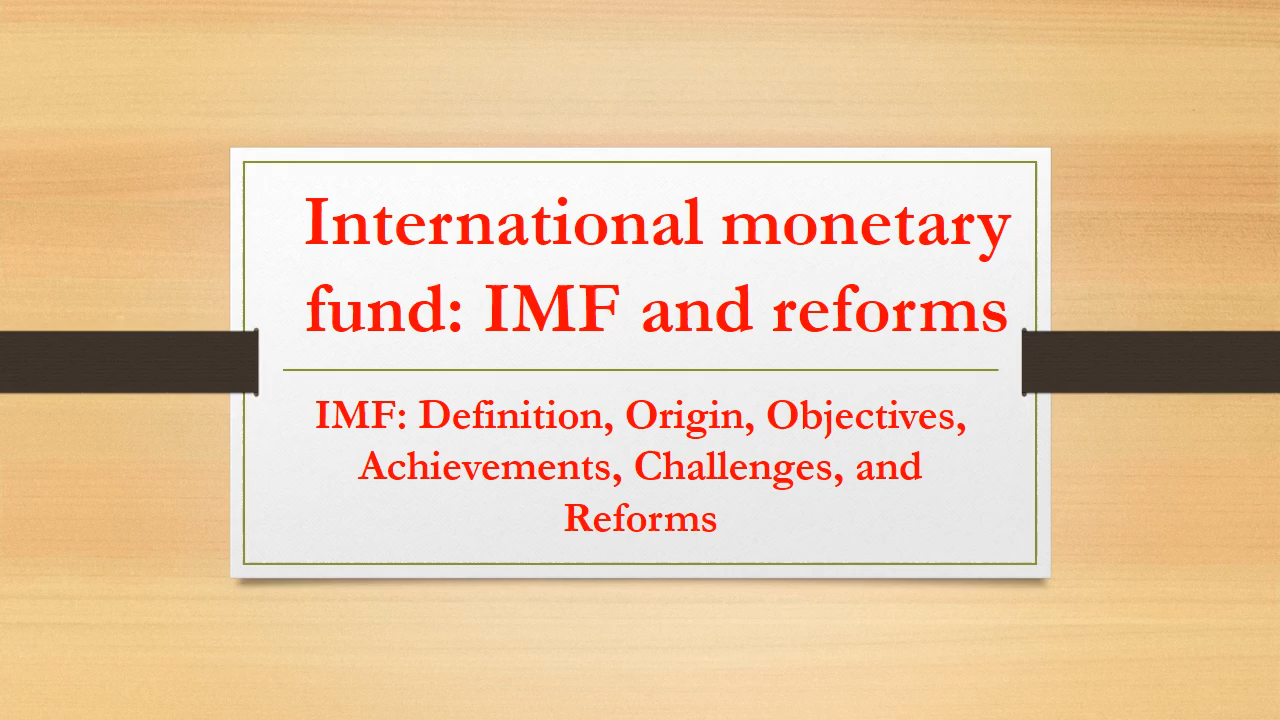 International monetary
fund: IMF and reforms
IMF: Definition, Origin, Objectives,
Achievements, Challenges, and
Reforms